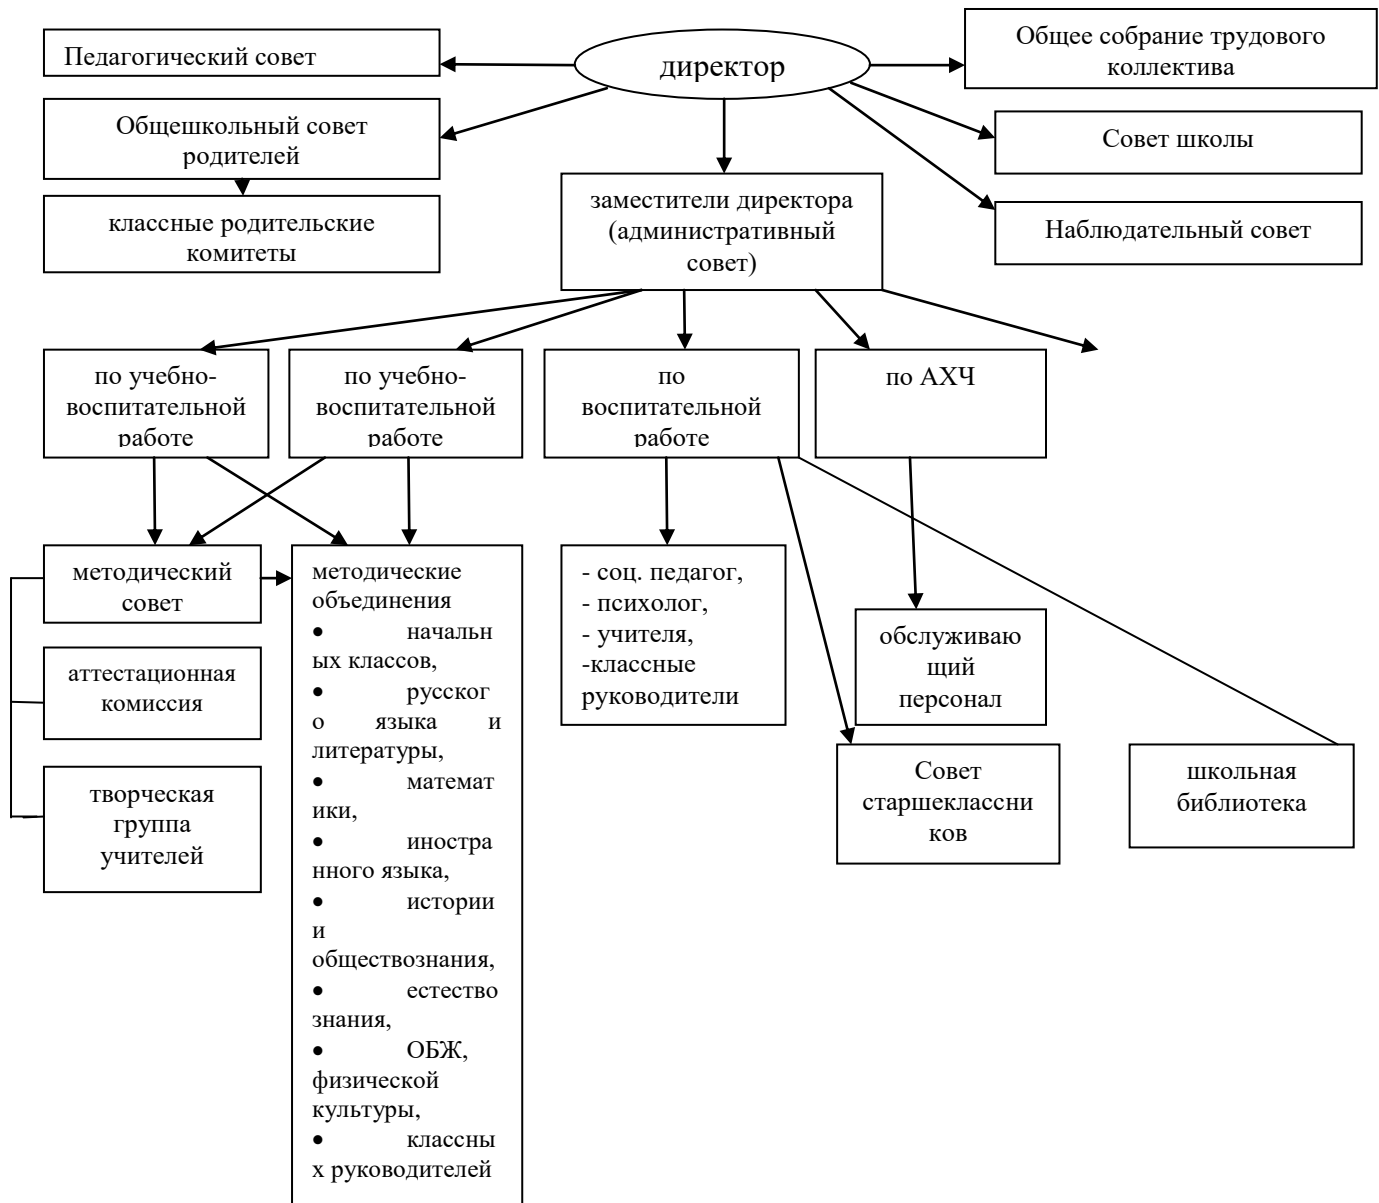 Педагогический совет
директор
Общее собрание трудового
коллектива
Общешкольный совет
родителей
Совет школы
классные родительские
комитеты
заместители директора
(административный
совет)
Наблюдательный совет
по учебно-
воспитательной
работе
по учебно-
воспитательной
работе
по
воспитательной
работе
по АХЧ
методический
совет
аттестационная
комиссия
творческая
группа
учителей
методические
объединения
• начальн
ых классов,
• русског
о языка и
литературы,
• математ
ики,
• иностра
нного языка,
• истории
и
обществознания,
• естество
знания,
• ОБЖ,
физической
культуры,
• классны
х руководителей
- соц. педагог,
- психолог,
- учителя,
-классные
руководители
обслуживаю
щий
персонал
Совет
старшеклассни
ков
школьная
библиотека